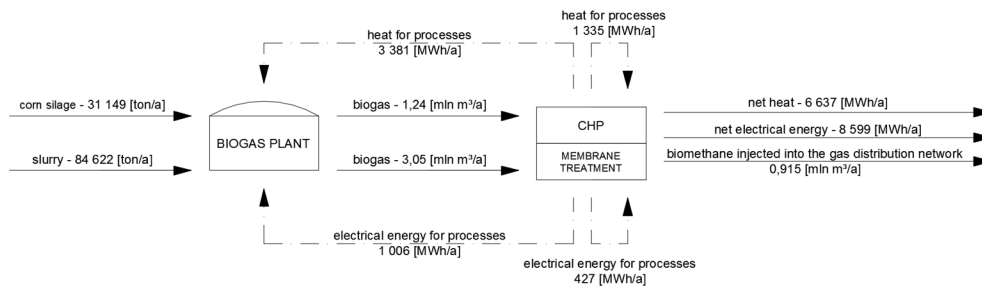 heat for processes
1 335 [MWh/a]
heat for processes
3 381 [MWh/a]
corn silage - 31 149 [ton/a]
biogas - 1,24 [mln m³/a]
net heat - 6 637 [MWh/a]
CHP
net electrical energy - 8 599 [MWh/a]
BIOGAS PLANT
slurry - 84 622 [ton/a]
biogas - 3,05 [mln m³/a]
MEMBRANE
TREATMENT
biomethane injected into the gas distribution network
0,915 [mln m³/a]
electrical energy for processes
1 006 [MWh/a]
electrical energy for processes
427 [MWh/a]